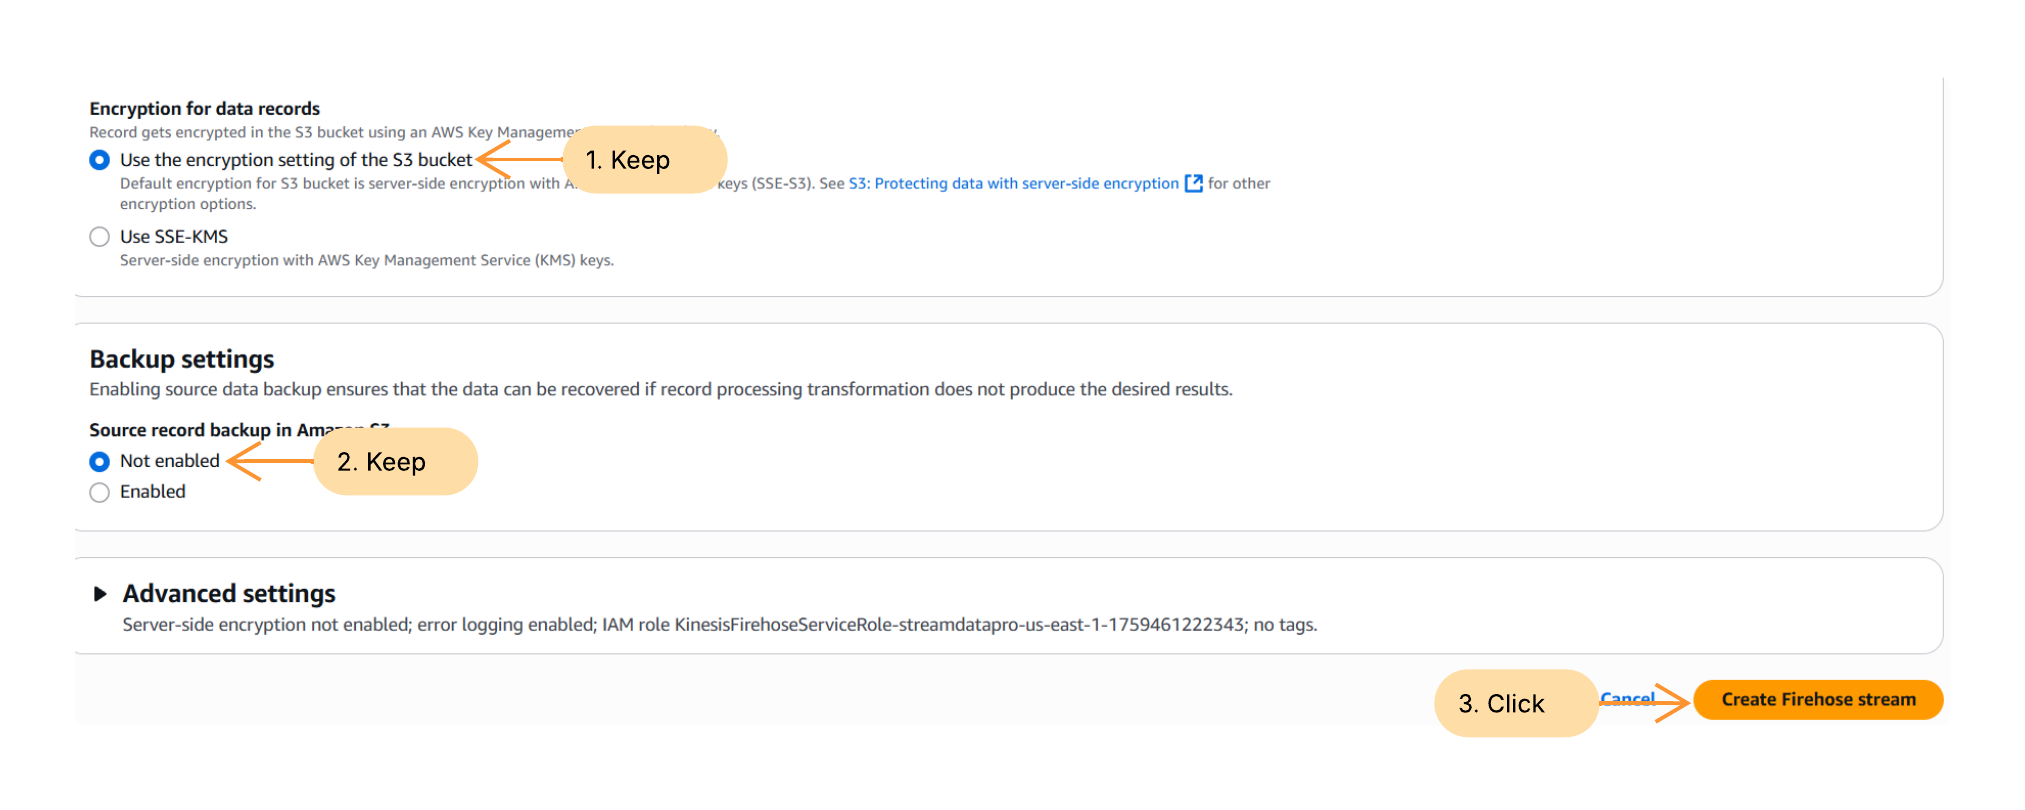 Encryption for data records
Record gets encrypted in the S3 bucket using an AWS Key
Use the encryption setting of the S3 bucket
1. Keep
Default encryption for S3 bucket is server-side encryption with keys (SSE-S3). See S3: Protecting data with server-side encryption for other
encryption options.
Use SSE-KMS
Server-side encryption with AWS Key Management Service (KMS) keys.
Backup settings
Enabling source data backup ensures that the data can be recovered if record processing transformation does not produce the desired results.
Source record backup in Amazon S3
Not enabled
2. Keep
Enabled
Advanced settings
Server-side encryption not enabled; error logging enabled; IAM role KinesisFirehoseServiceRole-streamdatapro-us-east-1-1759461222343; no tags.
3. Click
Cancel
Create Firehose stream